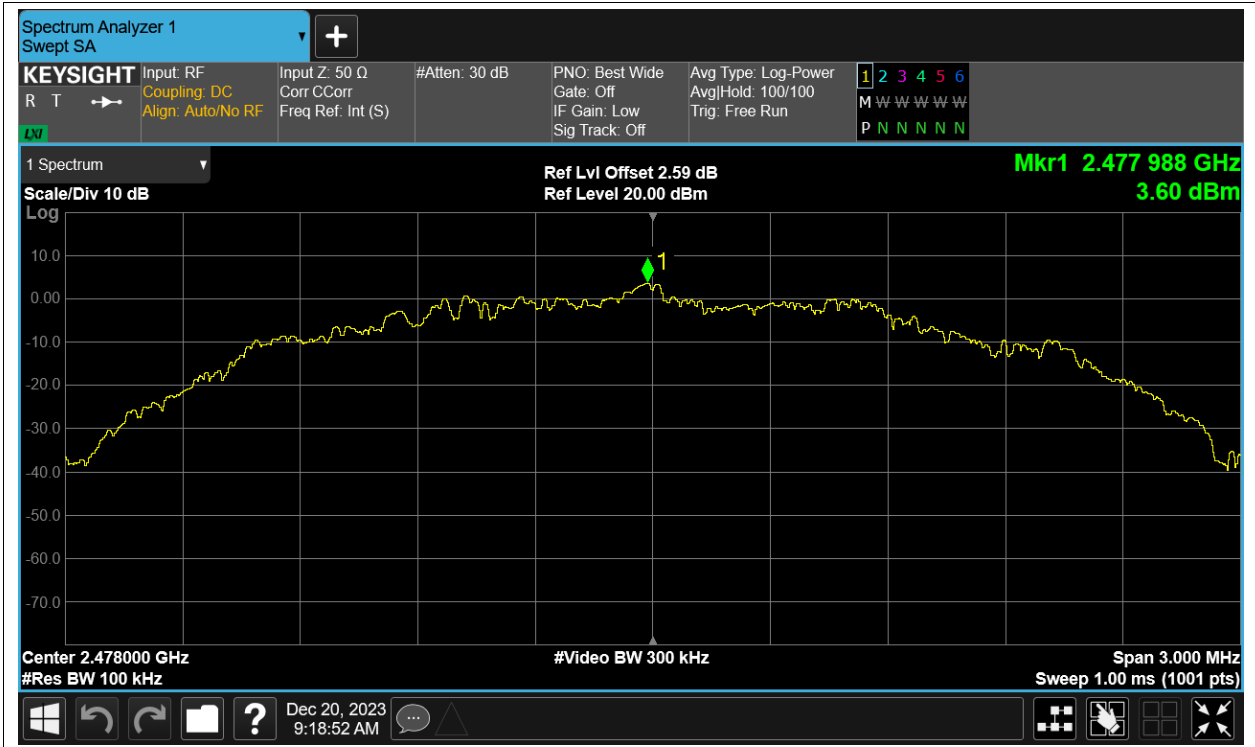 Spectrum Analyzer 1
Swept SA
KEYSIGHT
R T
LXI
Input: RF
Coupling: DC
Align: Auto/No RF
Input Z: 50 Ω
Corr CCorr
Freq Ref: Int (S)
#Atten: 30 dB
PNO: Best Wide
Gate: Off
IF Gain: Low
Sig Track: Off
Avg Type: Log-Power
Avg|Hold: 100/100
Trig: Free Run
1 2 3 4 5 6
M W W W W W
P N N N N N
1 Spectrum
Scale/Div 10 dB
Log
Ref Lvl Offset 2.59 dB
Ref Level 20.00 dBm
Mkr1 2.477 988 GHz
3.60 dBm
1
10.0
0.00
-10.0
-20.0
-30.0
-40.0
-50.0
-60.0
-70.0
Center 2.478000 GHz
#Res BW 100 kHz
#Video BW 300 kHz
Span 3.000 MHz
Sweep 1.00 ms (1001 pts)
?
Dec 20, 2023
9:18:52 AM